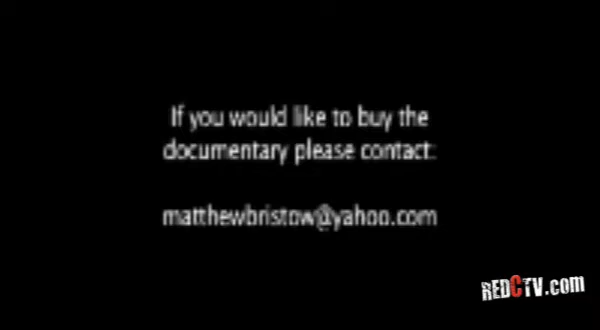 If you would like to buy the
documentary please contact:
matthewbristow@yahoo.com
REDCTV.com